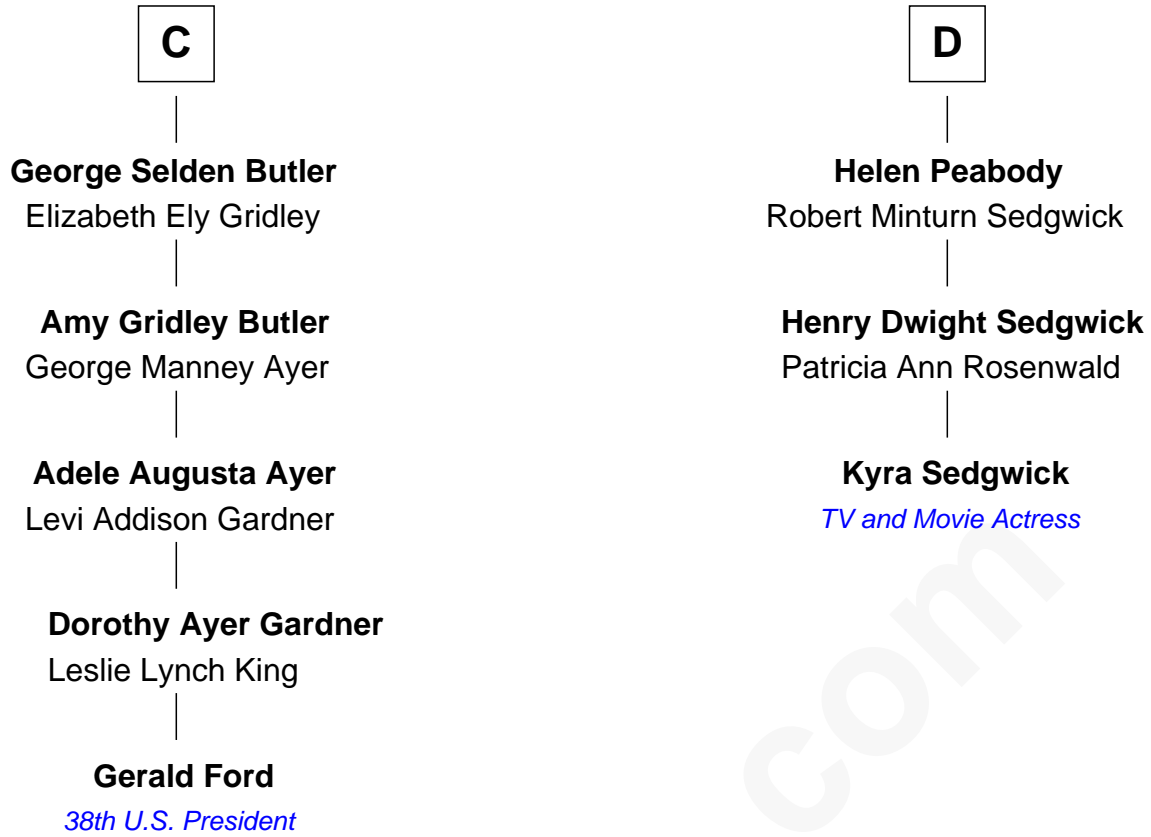 C
George Selden Butler
Elizabeth Ely Gridley
Amy Gridley Butler
George Manney Ayer
Adele Augusta Ayer
Levi Addison Gardner
Dorothy Ayer Gardner
Leslie Lynch King
Gerald Ford
38th U.S. President
D
Helen Peabody
Robert Minturn Sedgwick
Henry Dwight Sedgwick
Patricia Ann Rosenwald
Kyra Sedgwick
TV and Movie Actress
com